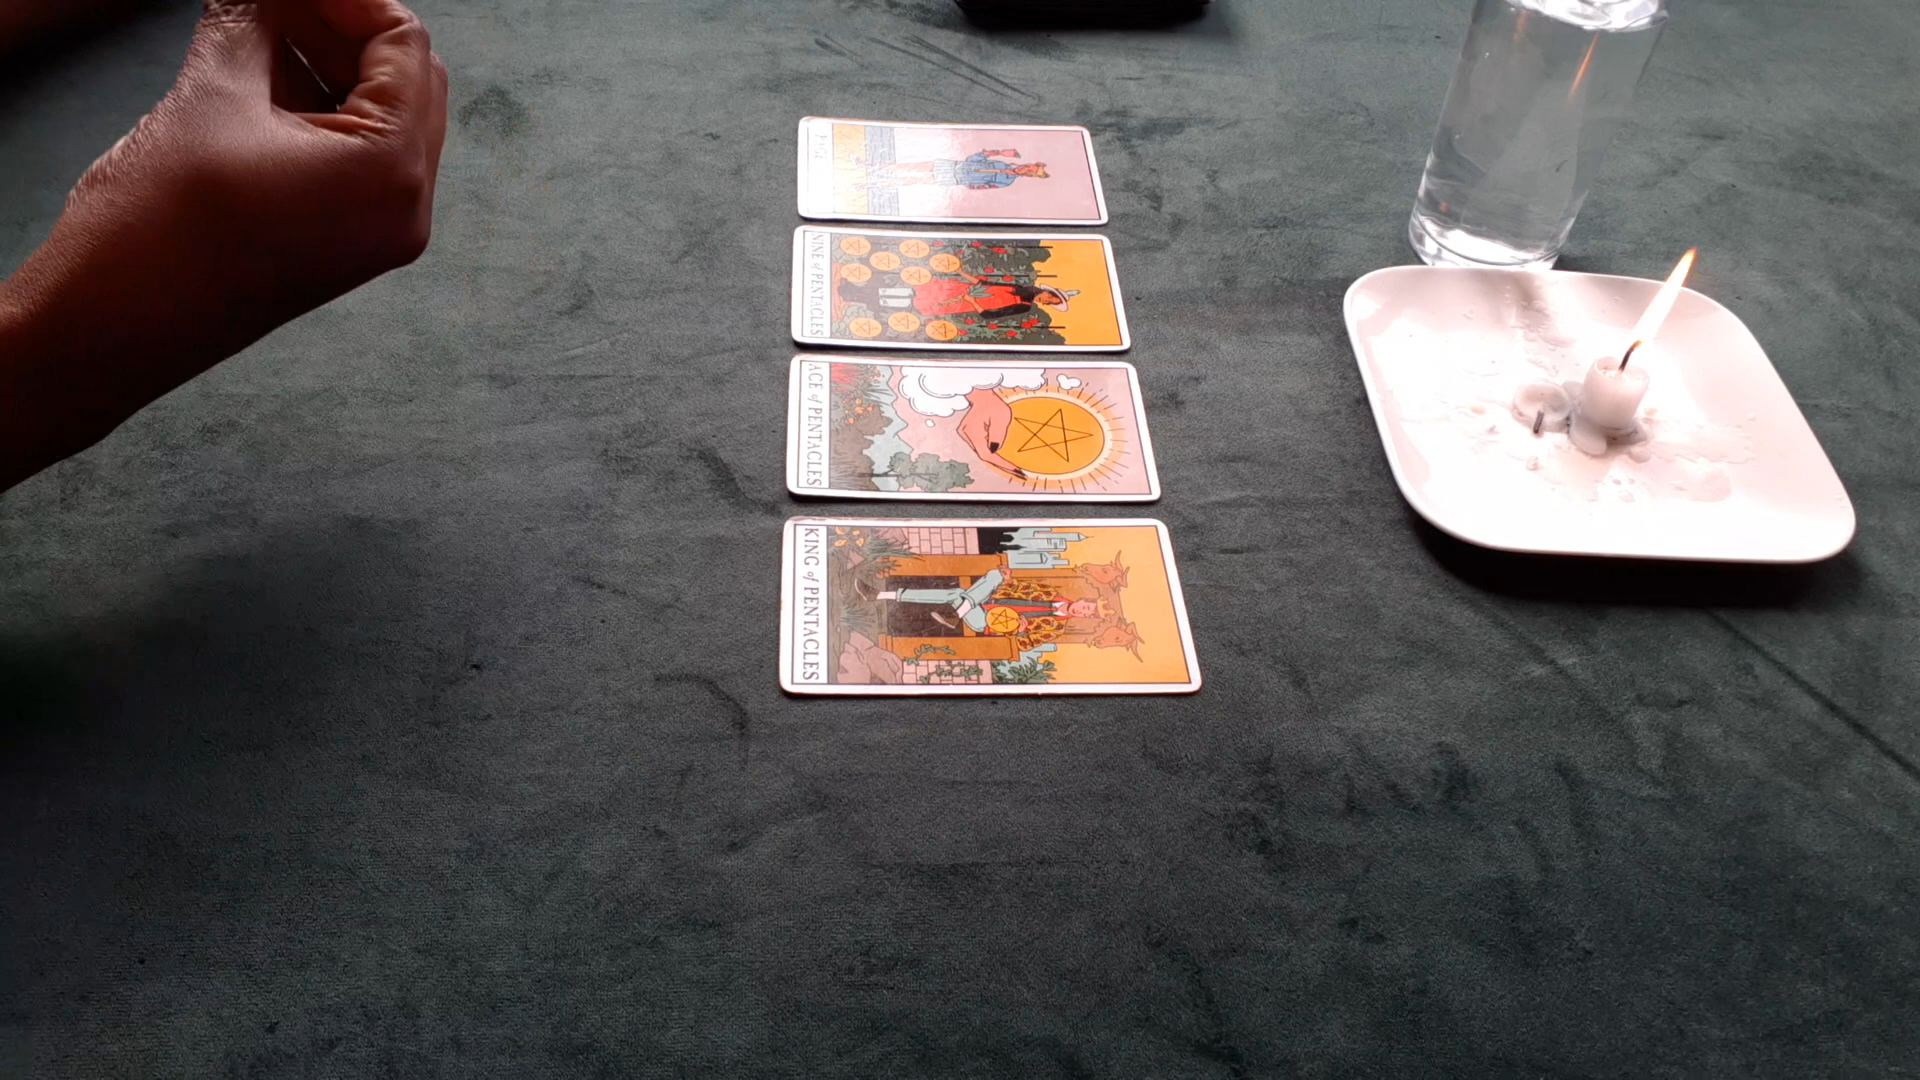 PAGE
NINE of PENTACLES
ACE of PENTACLES
KING of PENTACLES